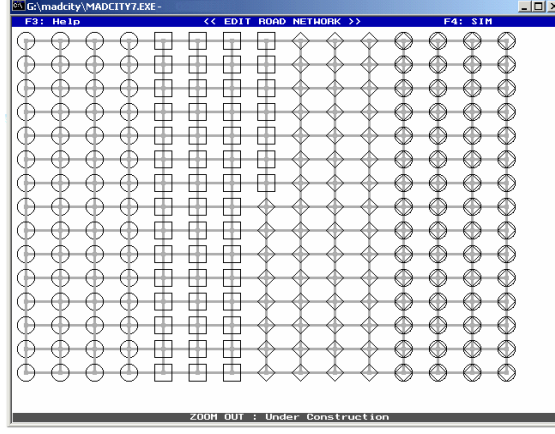 G:\madcity\MADCITY7.EXE-
F3: Help << EDIT ROAD NETWORK >> F4: SIM
ZOOM OUT : Under Construction